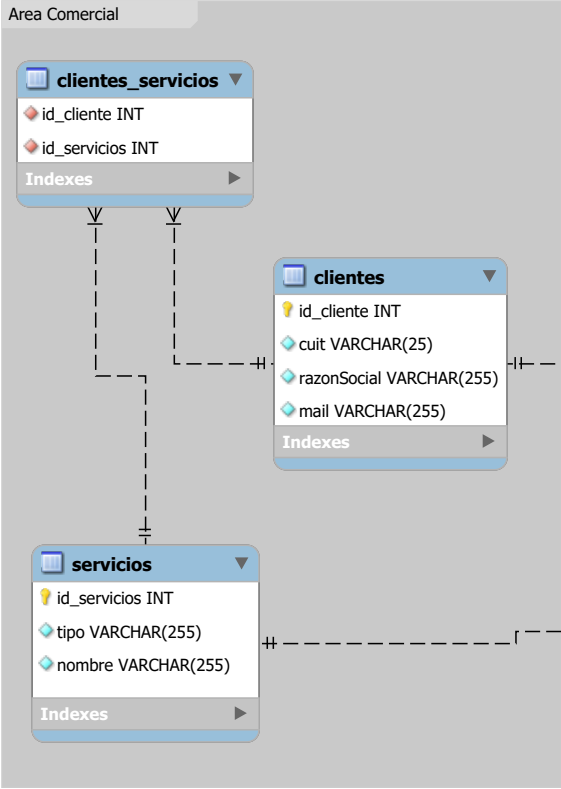 Area Comercial
clientes_servicios
id_cliente INT
id_servicios INT
Indexes
clientes
id_cliente INT
cuit VARCHAR(25)
razonSocial VARCHAR(255)
mail VARCHAR(255)
Indexes
servicios
id_servicios INT
tipo VARCHAR(255)
nombre VARCHAR(255)
Indexes